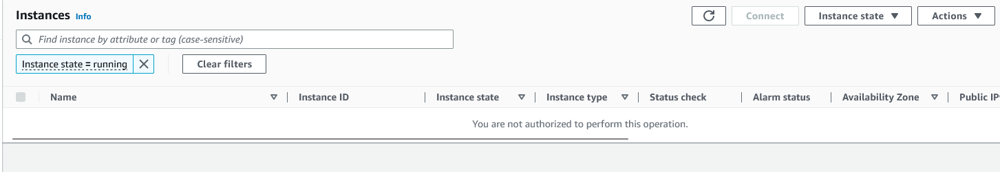 Instances Info
Connect Instance state Actions
Find instance by attribute or tag (case-sensitive)
Instance state = running Clear filters
Name Instance ID Instance state Instance type Status check Alarm status Availability Zone Public IP
You are not authorized to perform this operation.